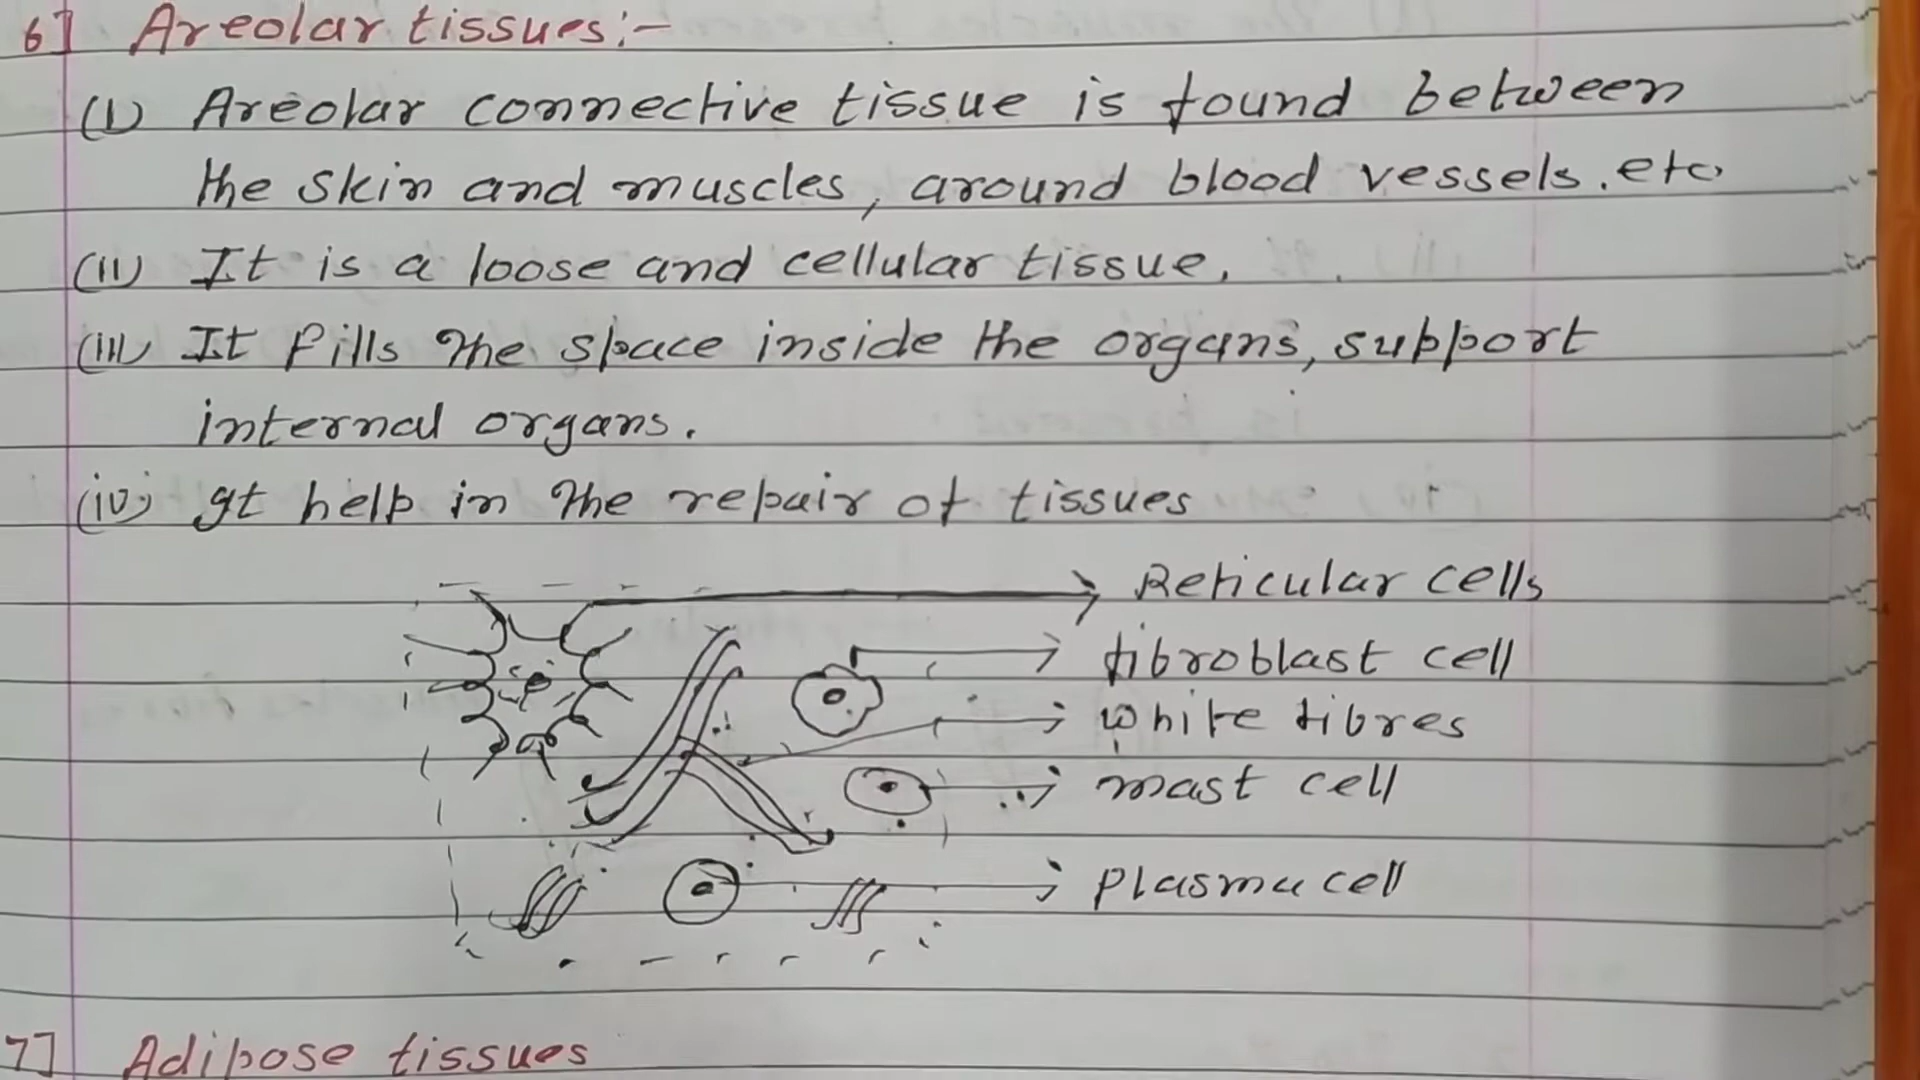 6] Areolar tissues:-
(i) Areolar connective tissue is found between
the skin and muscles, around blood vessels. etc.
(ii) It is a loose and cellular tissue.
(iii) It fills the space inside the organs, support
internal organs.
(iv) It help in the repair of tissues
Reticular cells
fibroblast cell
white fibres
mast cell
Plasma cell
7] Adipose tissues